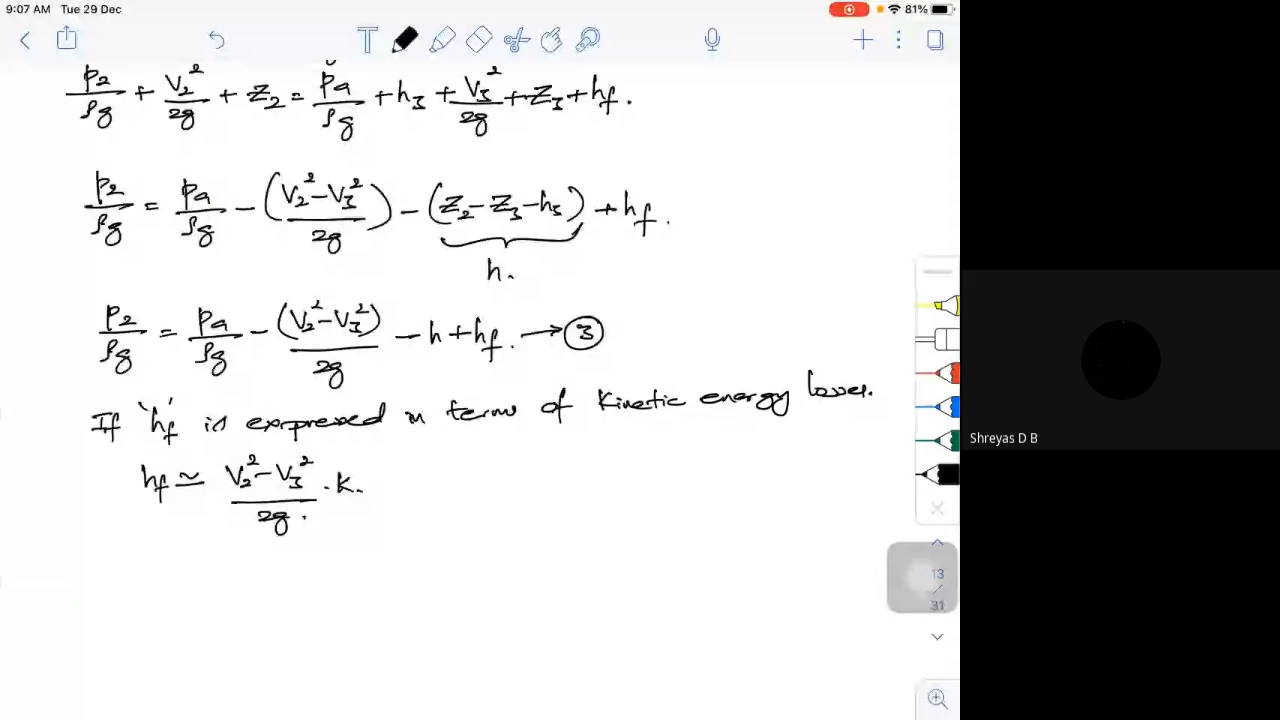 9:07 AM Tue 29 Dec
81%
p₂/ρg + V₂²/2g + Z₂ = pa/ρg + h₃ + V₃²/2g + Z₃ + hf.
p₂/ρg = pa/ρg − (V₂² − V₃²/2g) − (Z₂ − Z₃ − h₃) + hf.
h.
p₂/ρg = pa/ρg − (V₂² − V₃²)/2g − h + hf. → ③
If 'hf' is expressed in terms of Kinetic energy losses.
hf ≃ V₂² − V₃²/2g . k.
13
/
31
Shreyas D B